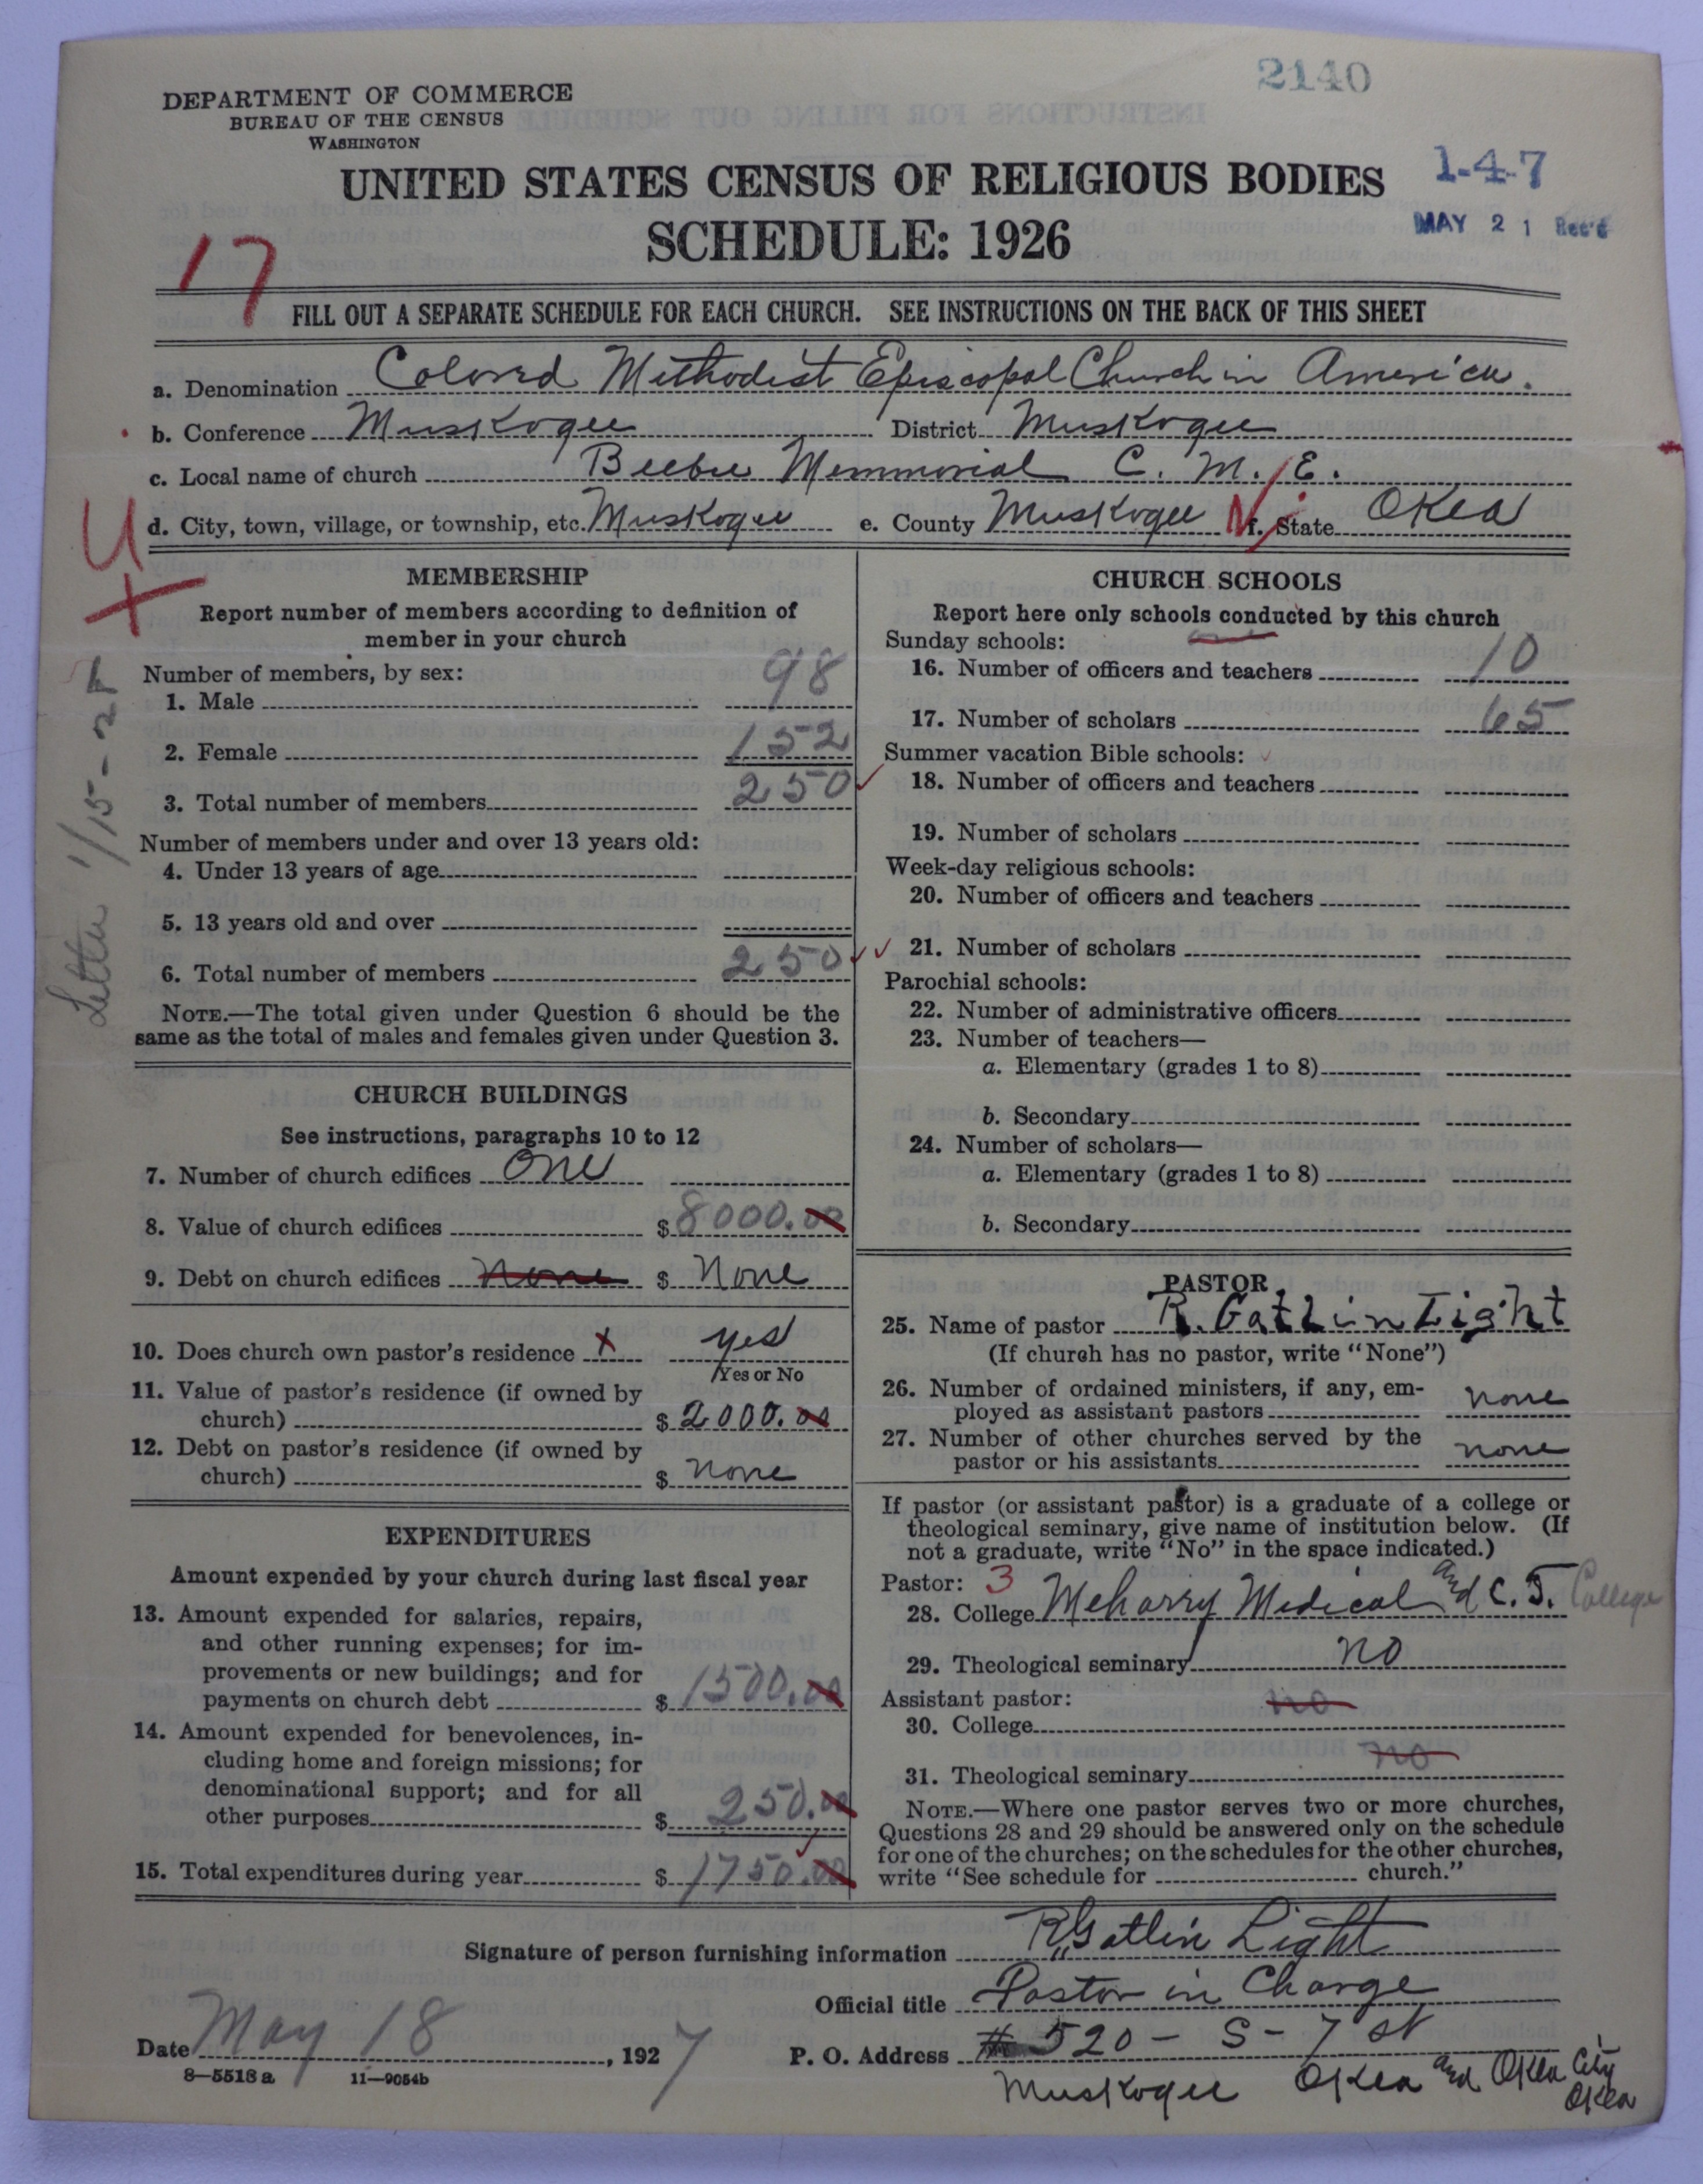 2140
DEPARTMENT OF COMMERCE
BUREAU OF THE CENSUS
WASHINGTON
UNITED STATES CENSUS OF RELIGIOUS BODIES
1-4-7
SCHEDULE: 1926
MAY 21 Rec'd
17
FILL OUT A SEPARATE SCHEDULE FOR EACH CHURCH. SEE INSTRUCTIONS ON THE BACK OF THIS SHEET
a. Denomination Colored Methodist Episcopal Church in America.
b. Conference Muskogee District Muskogee
c. Local name of church Beebee Memmorial C. M. E.
d. City, town, village, or township, etc. Muskogee e. County Muskogee f. State Okla
U
N
MEMBERSHIP
Report number of members according to definition of
member in your church
Number of members, by sex:
1. Male 98
2. Female 152
3. Total number of members 250
Number of members under and over 13 years old:
4. Under 13 years of age
5. 13 years old and over
6. Total number of members 250
NOTE.—The total given under Question 6 should be the
same as the total of males and females given under Question 3.
Letter 1/15-
CHURCH BUILDINGS
See instructions, paragraphs 10 to 12
7. Number of church edifices One
8. Value of church edifices $ 8000.00
9. Debt on church edifices None $ None
10. Does church own pastor's residence x yes
Yes or No
11. Value of pastor's residence (if owned by
church) $ 2000.00
12. Debt on pastor's residence (if owned by
church) $ none
EXPENDITURES
Amount expended by your church during last fiscal year
13. Amount expended for salaries, repairs,
and other running expenses; for im-
provements or new buildings; and for
payments on church debt $ 1500.00
14. Amount expended for benevolences, in-
cluding home and foreign missions; for
denominational support; and for all
other purposes $ 250.00
15. Total expenditures during year $ 1750.00
CHURCH SCHOOLS
Report here only schools conducted by this church
Sunday schools:
16. Number of officers and teachers 10
17. Number of scholars 65
Summer vacation Bible schools:
18. Number of officers and teachers
19. Number of scholars
Week-day religious schools:
20. Number of officers and teachers
21. Number of scholars
Parochial schools:
22. Number of administrative officers
23. Number of teachers—
a. Elementary (grades 1 to 8)
b. Secondary
24. Number of scholars—
a. Elementary (grades 1 to 8)
b. Secondary
PASTOR
25. Name of pastor R. Gatlin Light
(If church has no pastor, write "None")
26. Number of ordained ministers, if any, em-
ployed as assistant pastors none
27. Number of other churches served by the
pastor or his assistants none
If pastor (or assistant pastor) is a graduate of a college or
theological seminary, give name of institution below. (If
not a graduate, write "No" in the space indicated.)
Pastor: 3
28. College Meharry Medical and C. I. College
29. Theological seminary no
Assistant pastor:
30. College no
31. Theological seminary no
NOTE.—Where one pastor serves two or more churches,
Questions 28 and 29 should be answered only on the schedule
for one of the churches; on the schedules for the other churches,
write "See schedule for church."
Signature of person furnishing information R Gatlin Light
Official title Pastor in Charge
Date May 18, 1927 P. O. Address # 520 - S - 7 st
8—5518a 11—9054b
Muskogee Okla and Okla City
Okla